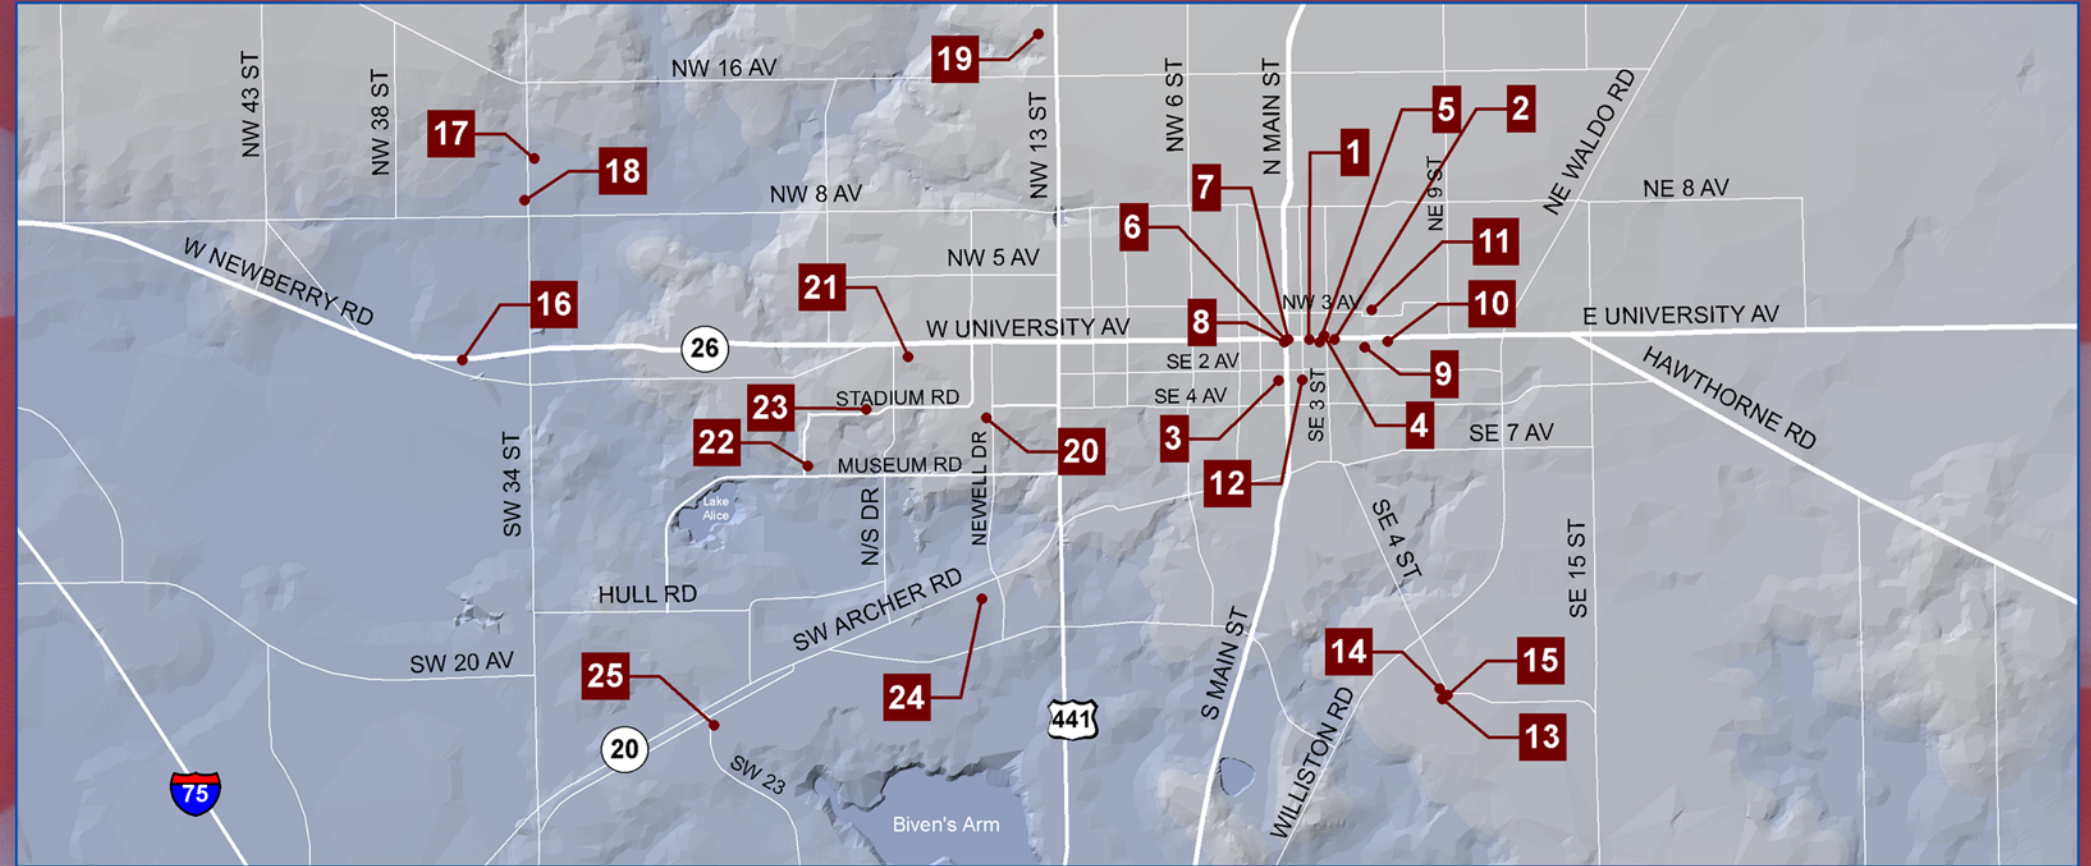 NW 43 ST
NW 38 ST
NW 16 AV
19
NW 13 ST
NW 6 ST
N MAIN ST
5
2
NE WALDO RD
17
18
1
NE 9 ST
7
NW 8 AV
NE 8 AV
6
11
W NEWBERRY RD
NW 5 AV
21
16
NW 3 AV
10
8
W UNIVERSITY AV
E UNIVERSITY AV
26
SE 2 AV
9
HAWTHORNE RD
STADIUM RD
SE 4 AV
23
SE 3 ST
4
22
3
SE 7 AV
20
MUSEUM RD
SW 34 ST
NEWELL DR
12
Lake
Alice
N/S DR
SE 4 ST
SE 15 ST
HULL RD
SW ARCHER RD
SW 20 AV
25
24
S MAIN ST
14
15
441
13
20
WILLISTON RD
SW 23
75
Biven's Arm